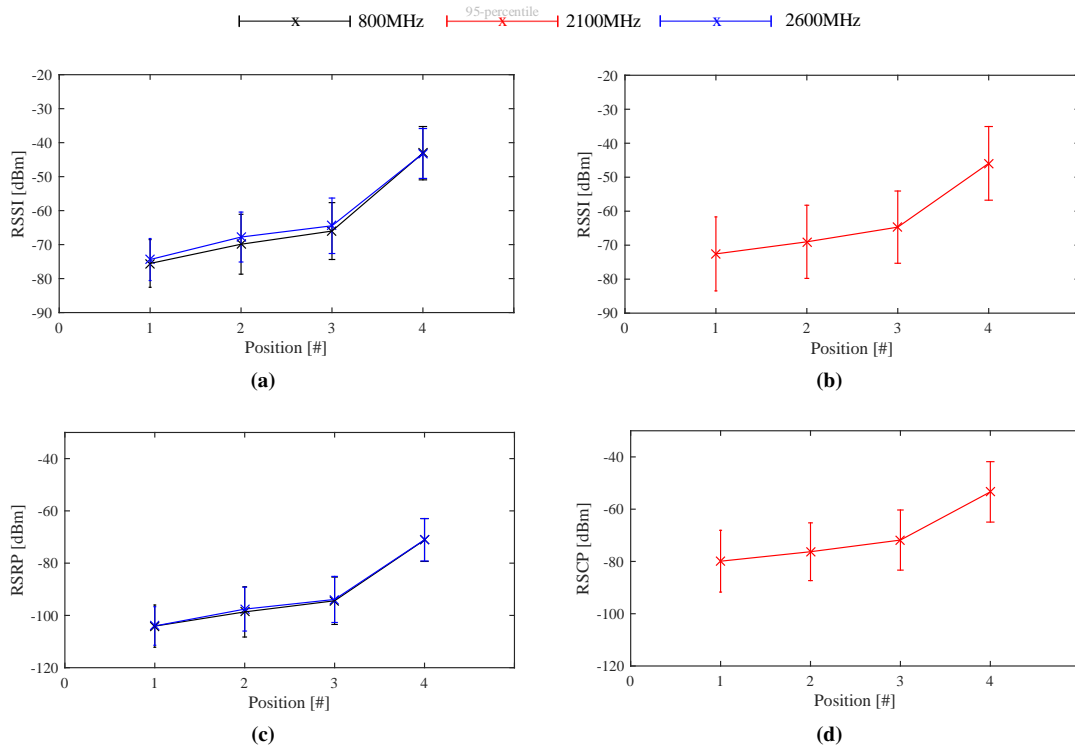 95-percentile
x 800MHz x 2100MHz x 2600MHz
-20
-30
-40
-50
-60
-70
-80
-90
RSSI [dBm]
0 1 2 3 4
Position [#]
(a)
-20
-30
-40
-50
-60
-70
-80
-90
RSSI [dBm]
0 1 2 3 4
Position [#]
(b)
-40
-60
-80
-100
-120
RSRP [dBm]
0 1 2 3 4
Position [#]
(c)
-40
-60
-80
-100
-120
RSCP [dBm]
0 1 2 3 4
Position [#]
(d)